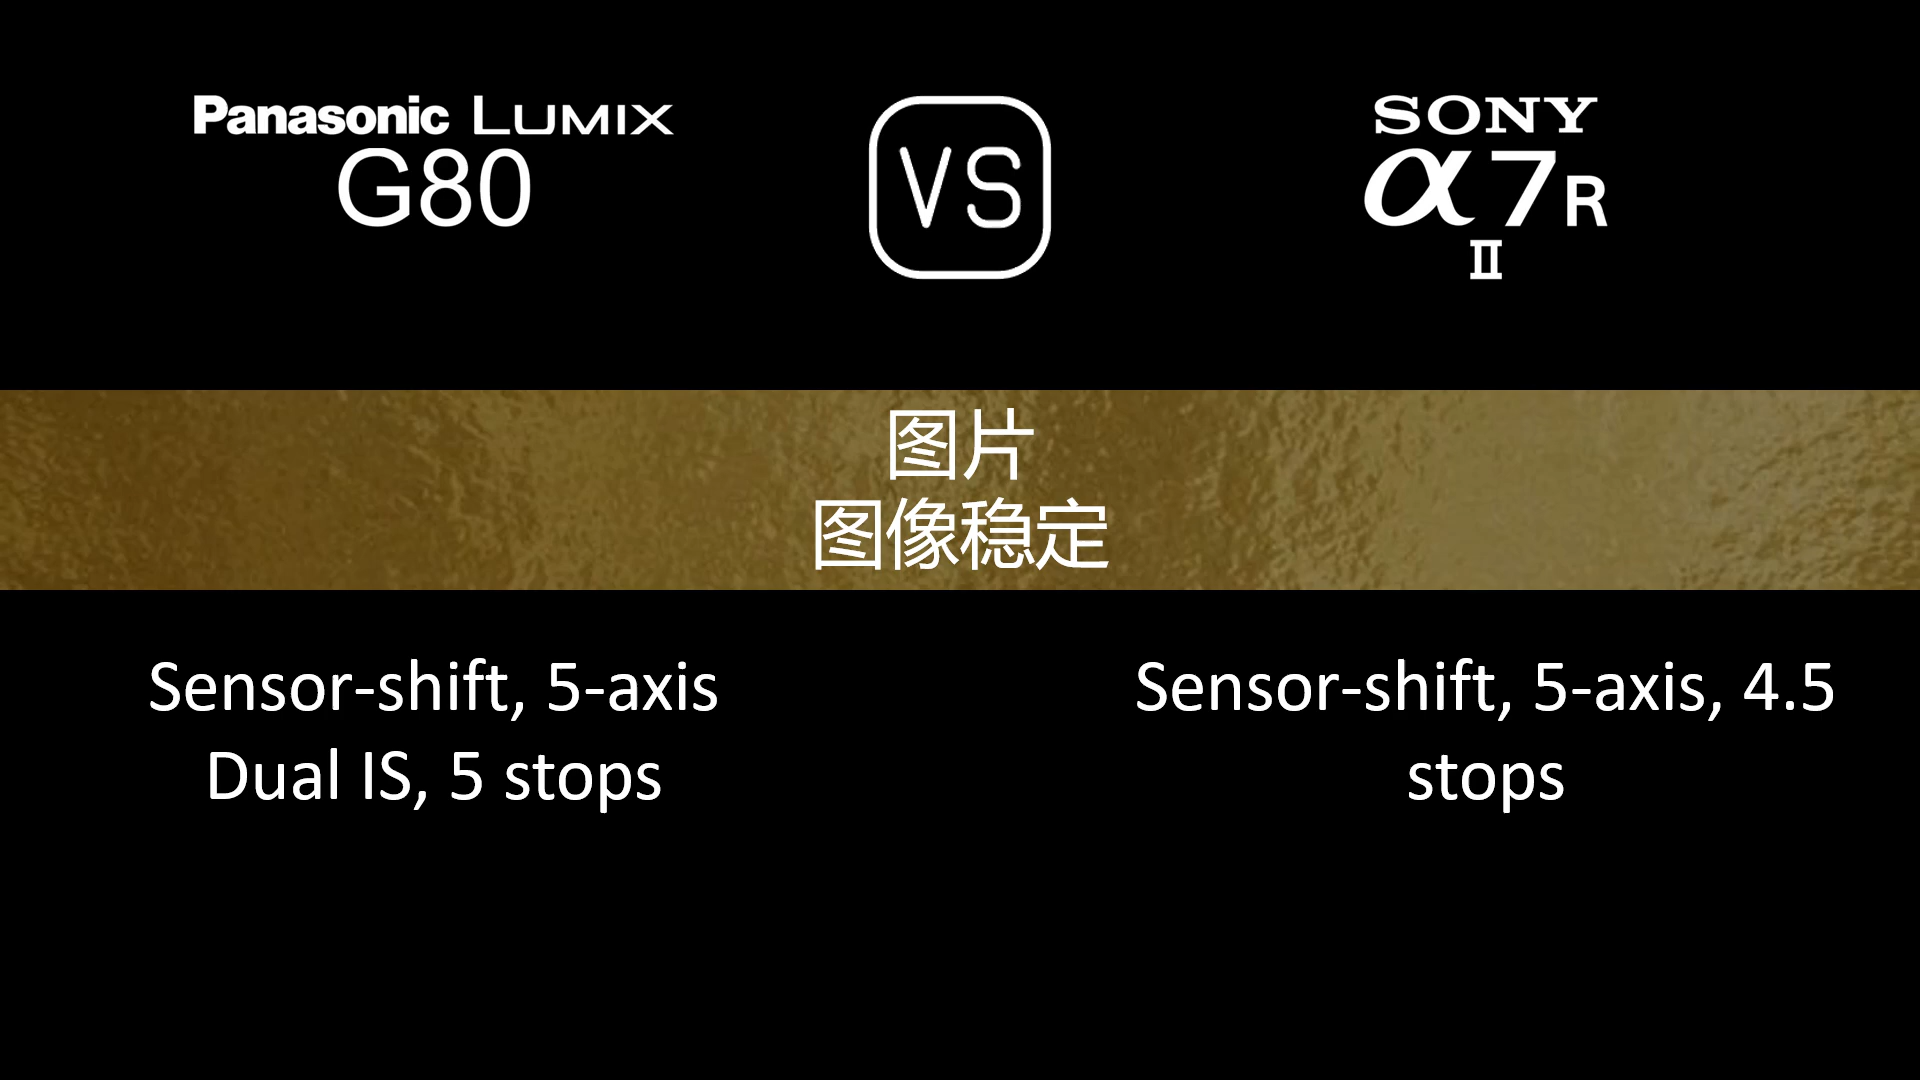 Panasonic LUMIX
G80
VS
SONY
α7R
II
图片
图像稳定
Sensor-shift, 5-axis
Dual IS, 5 stops
Sensor-shift, 5-axis, 4.5
stops